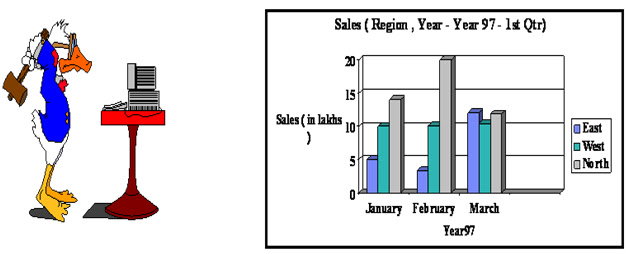 Sales ( Region , Year - Year 97 - 1st Qtr)
20
15
10
5
0
Sales ( in lakhs
)
January February March
Year97
East
West
North